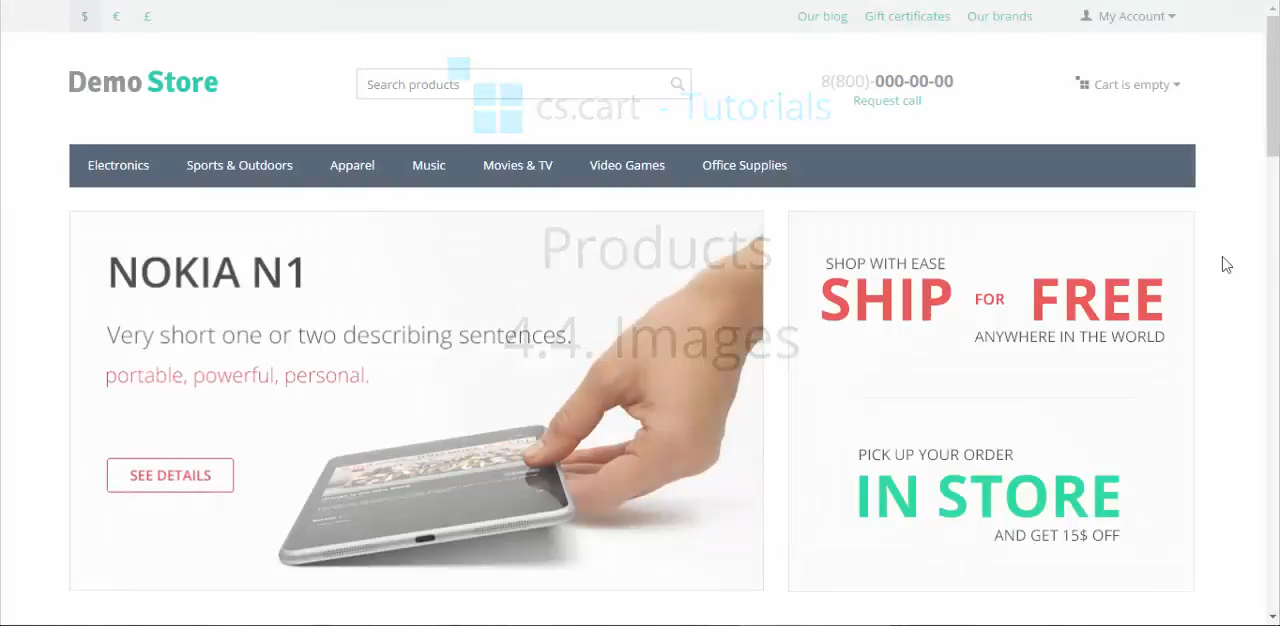 $ € £ Our blog Gift certificates Our brands My Account
Demo Store Search products 8(800)-000-00-00 Cart is empty
Request call
cs.cart - Tutorials
Electronics Sports & Outdoors Apparel Music Movies & TV Video Games Office Supplies
Products
4.4. Images
NOKIA N1
Very short one or two describing sentences.
portable, powerful, personal.
SEE DETAILS
SHOP WITH EASE
SHIP FOR FREE
ANYWHERE IN THE WORLD
PICK UP YOUR ORDER
IN STORE
AND GET 15$ OFF